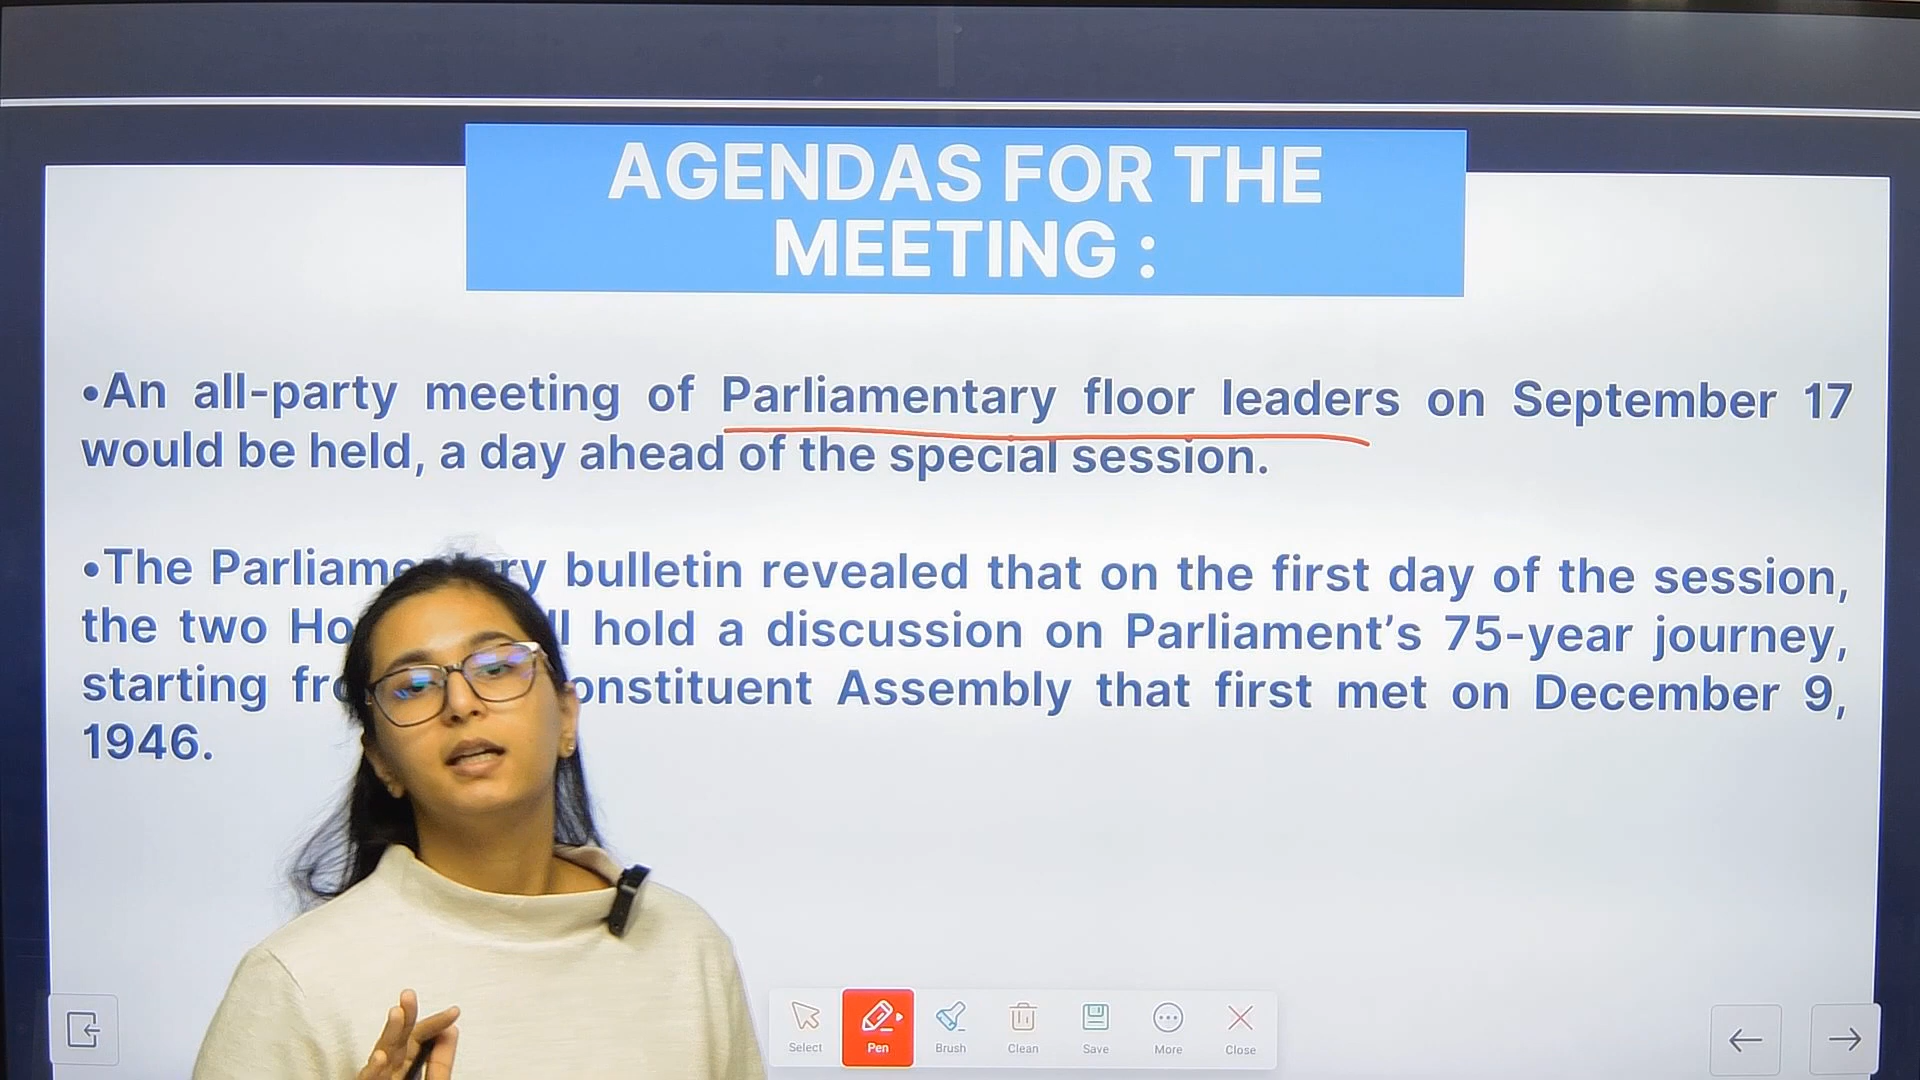 AGENDAS FOR THE
MEETING :
•An all-party meeting of Parliamentary floor leaders on September 17
would be held, a day ahead of the special session.
•The Parliame ry bulletin revealed that on the first day of the session,
the two Ho ll hold a discussion on Parliament’s 75-year journey,
starting fro onstituent Assembly that first met on December 9,
1946.
Select Pen Brush Clean Save More Close